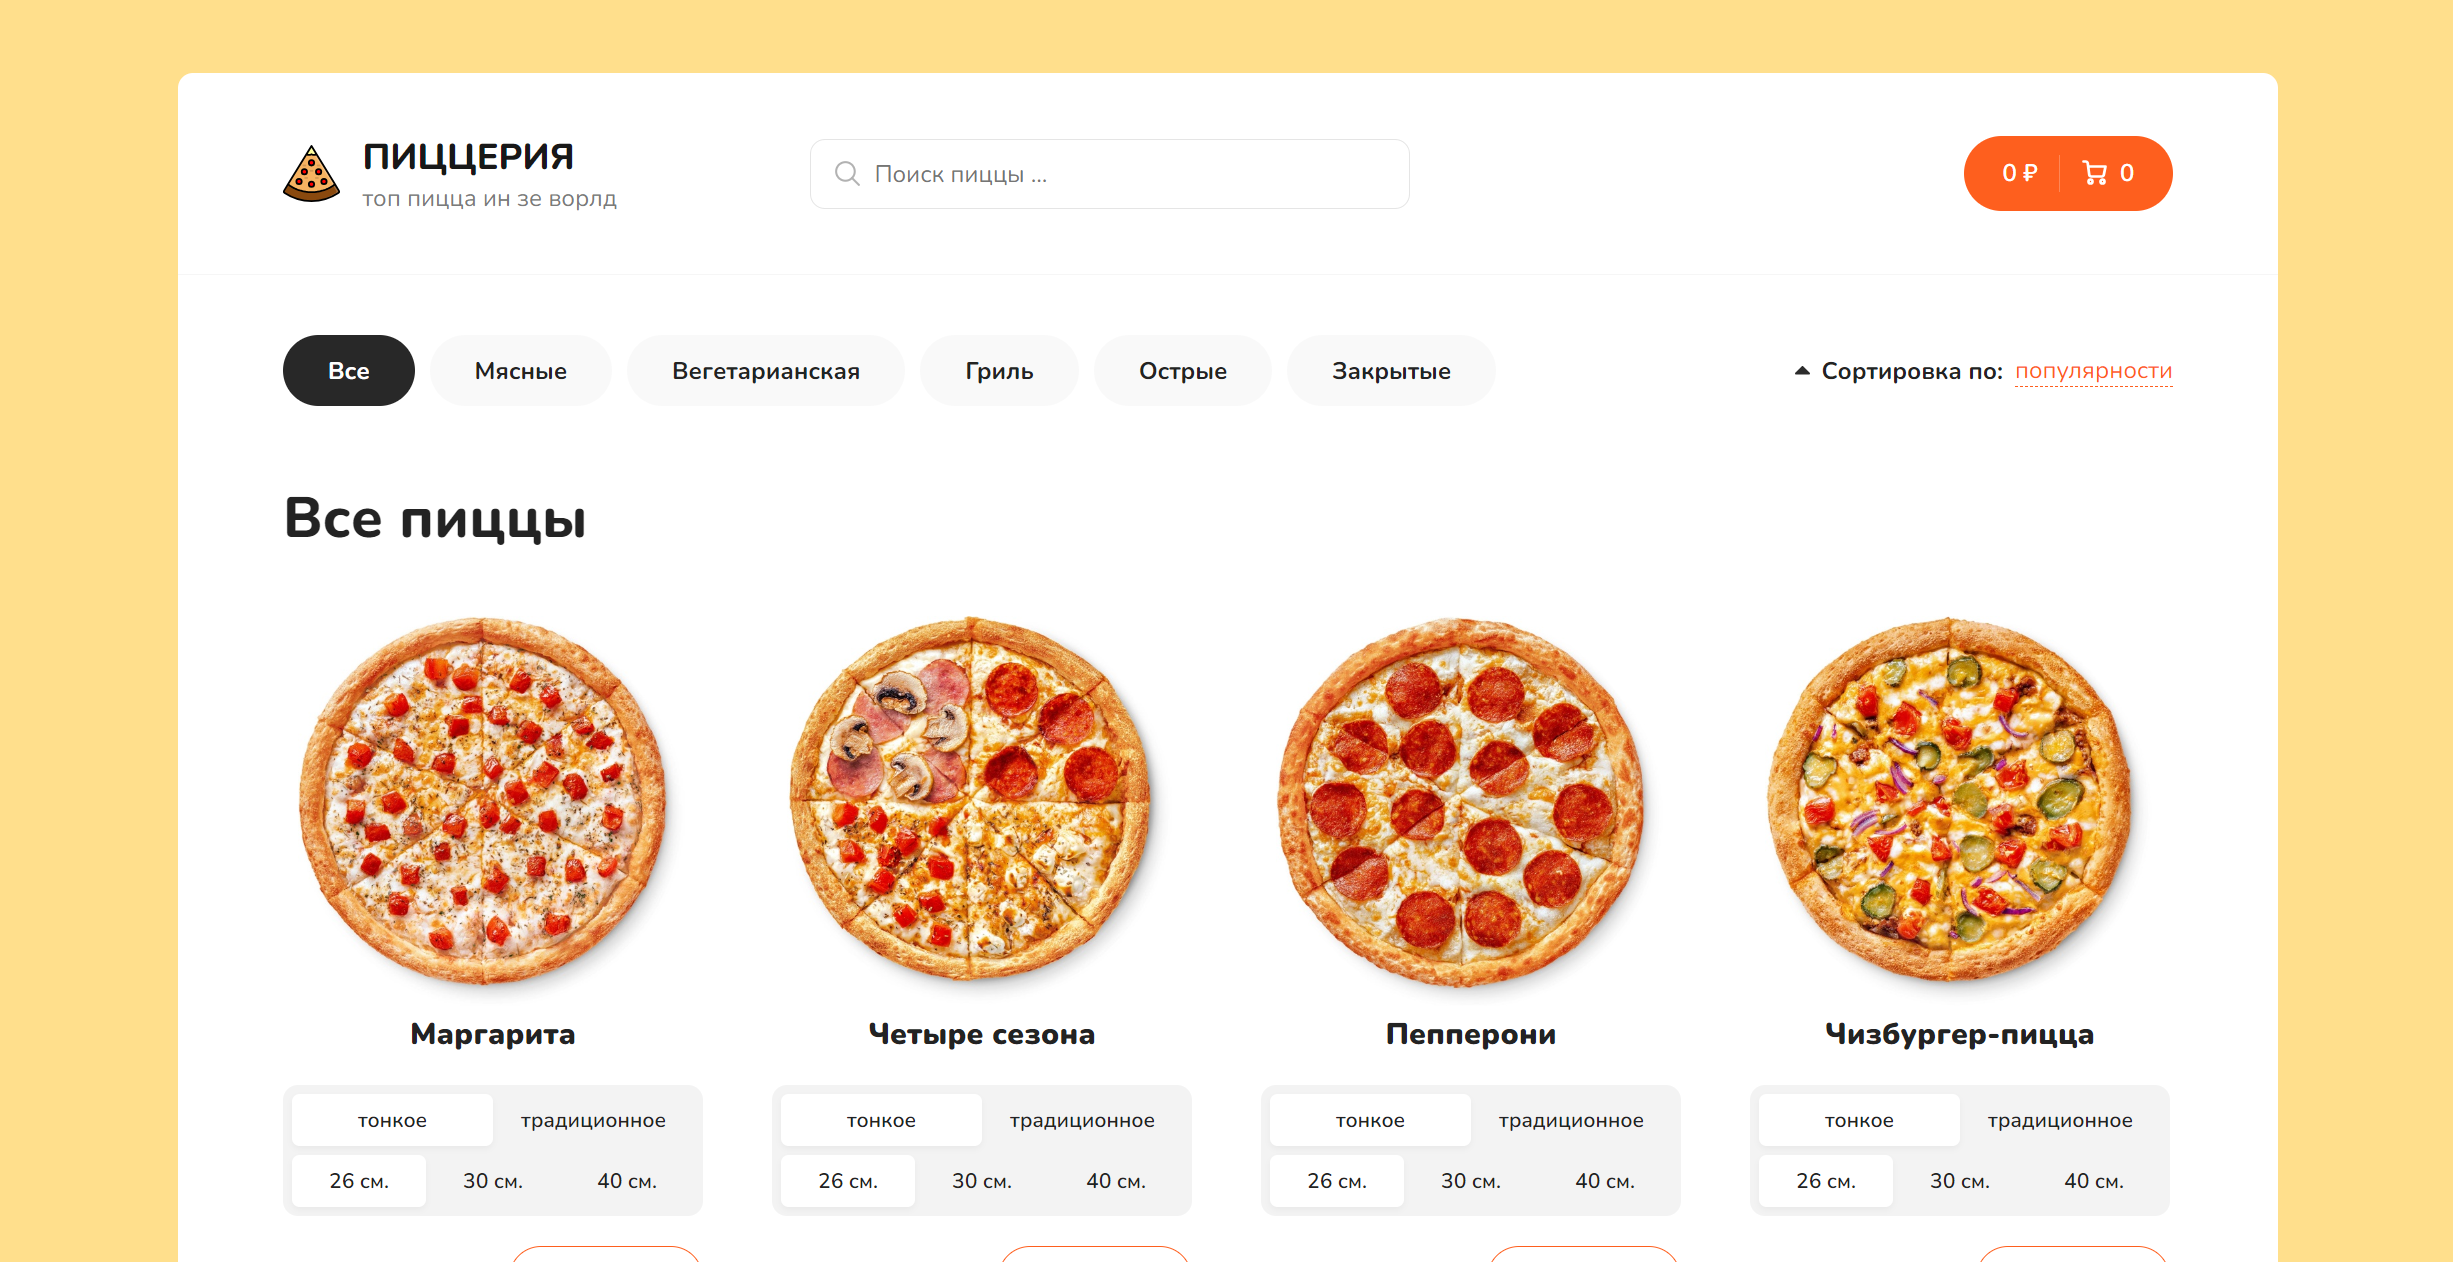 ПИЦЦЕРИЯ
топ пицца ин зе ворлд
Поиск пиццы ...
0 ₽ 0
Все Мясные Вегетарианская Гриль Острые Закрытые Сортировка по: популярности
Все пиццы
Маргарита Четыре сезона Пепперони Чизбургер-пицца
тонкое традиционное тонкое традиционное тонкое традиционное тонкое традиционное
26 см. 30 см. 40 см. 26 см. 30 см. 40 см. 26 см. 30 см. 40 см. 26 см. 30 см. 40 см.